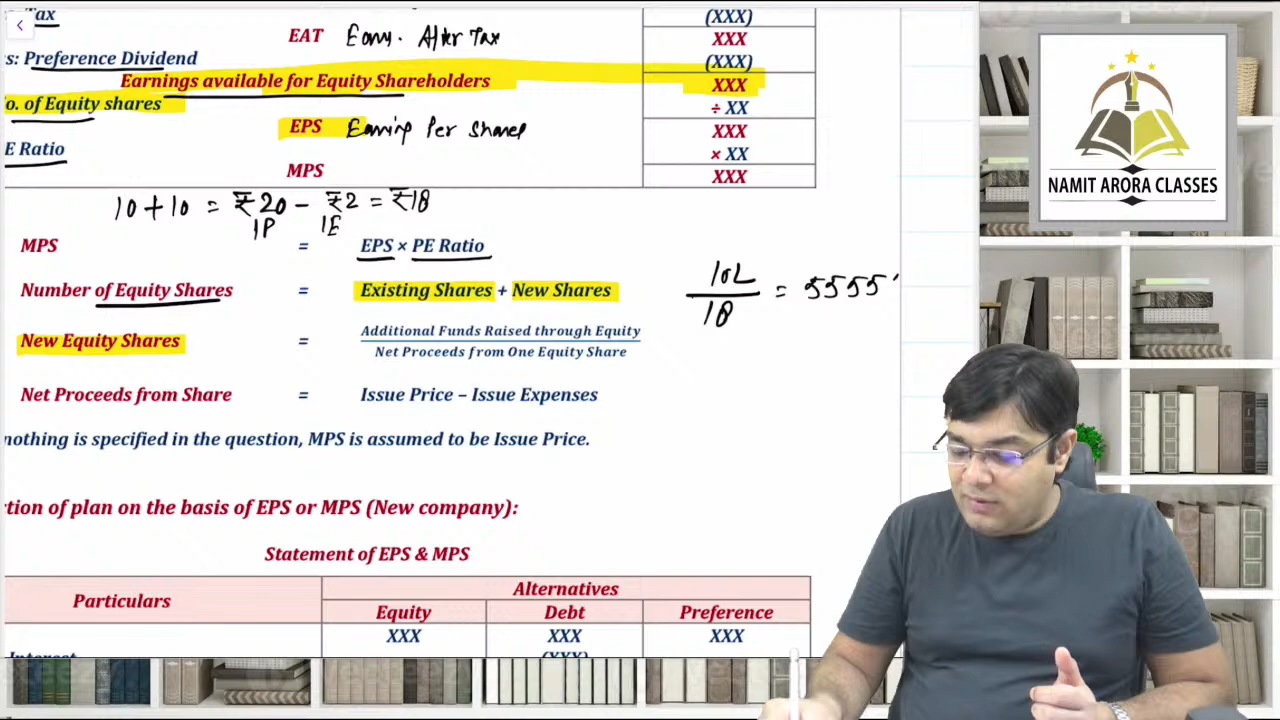 Tax (XXX)
EAT Earn. After Tax XXX
s: Preference Dividend (XXX)
Earnings available for Equity Shareholders XXX
o. of Equity shares ÷ XX
EPS Earning Per Shares XXX
E Ratio × XX
MPS XXX
10 + 10 = ₹20 - ₹2 = ₹18
IP IE
MPS = EPS × PE Ratio
Number of Equity Shares = Existing Shares + New Shares
10L / 18 = 5555
New Equity Shares = Additional Funds Raised through Equity
Net Proceeds from One Equity Share
Net Proceeds from Share = Issue Price – Issue Expenses
nothing is specified in the question, MPS is assumed to be Issue Price.
tion of plan on the basis of EPS or MPS (New company):
Statement of EPS & MPS
Particulars Alternatives
Equity Debt Preference
XXX XXX XXX
Interest (XXX)
NAMIT ARORA CLASSES